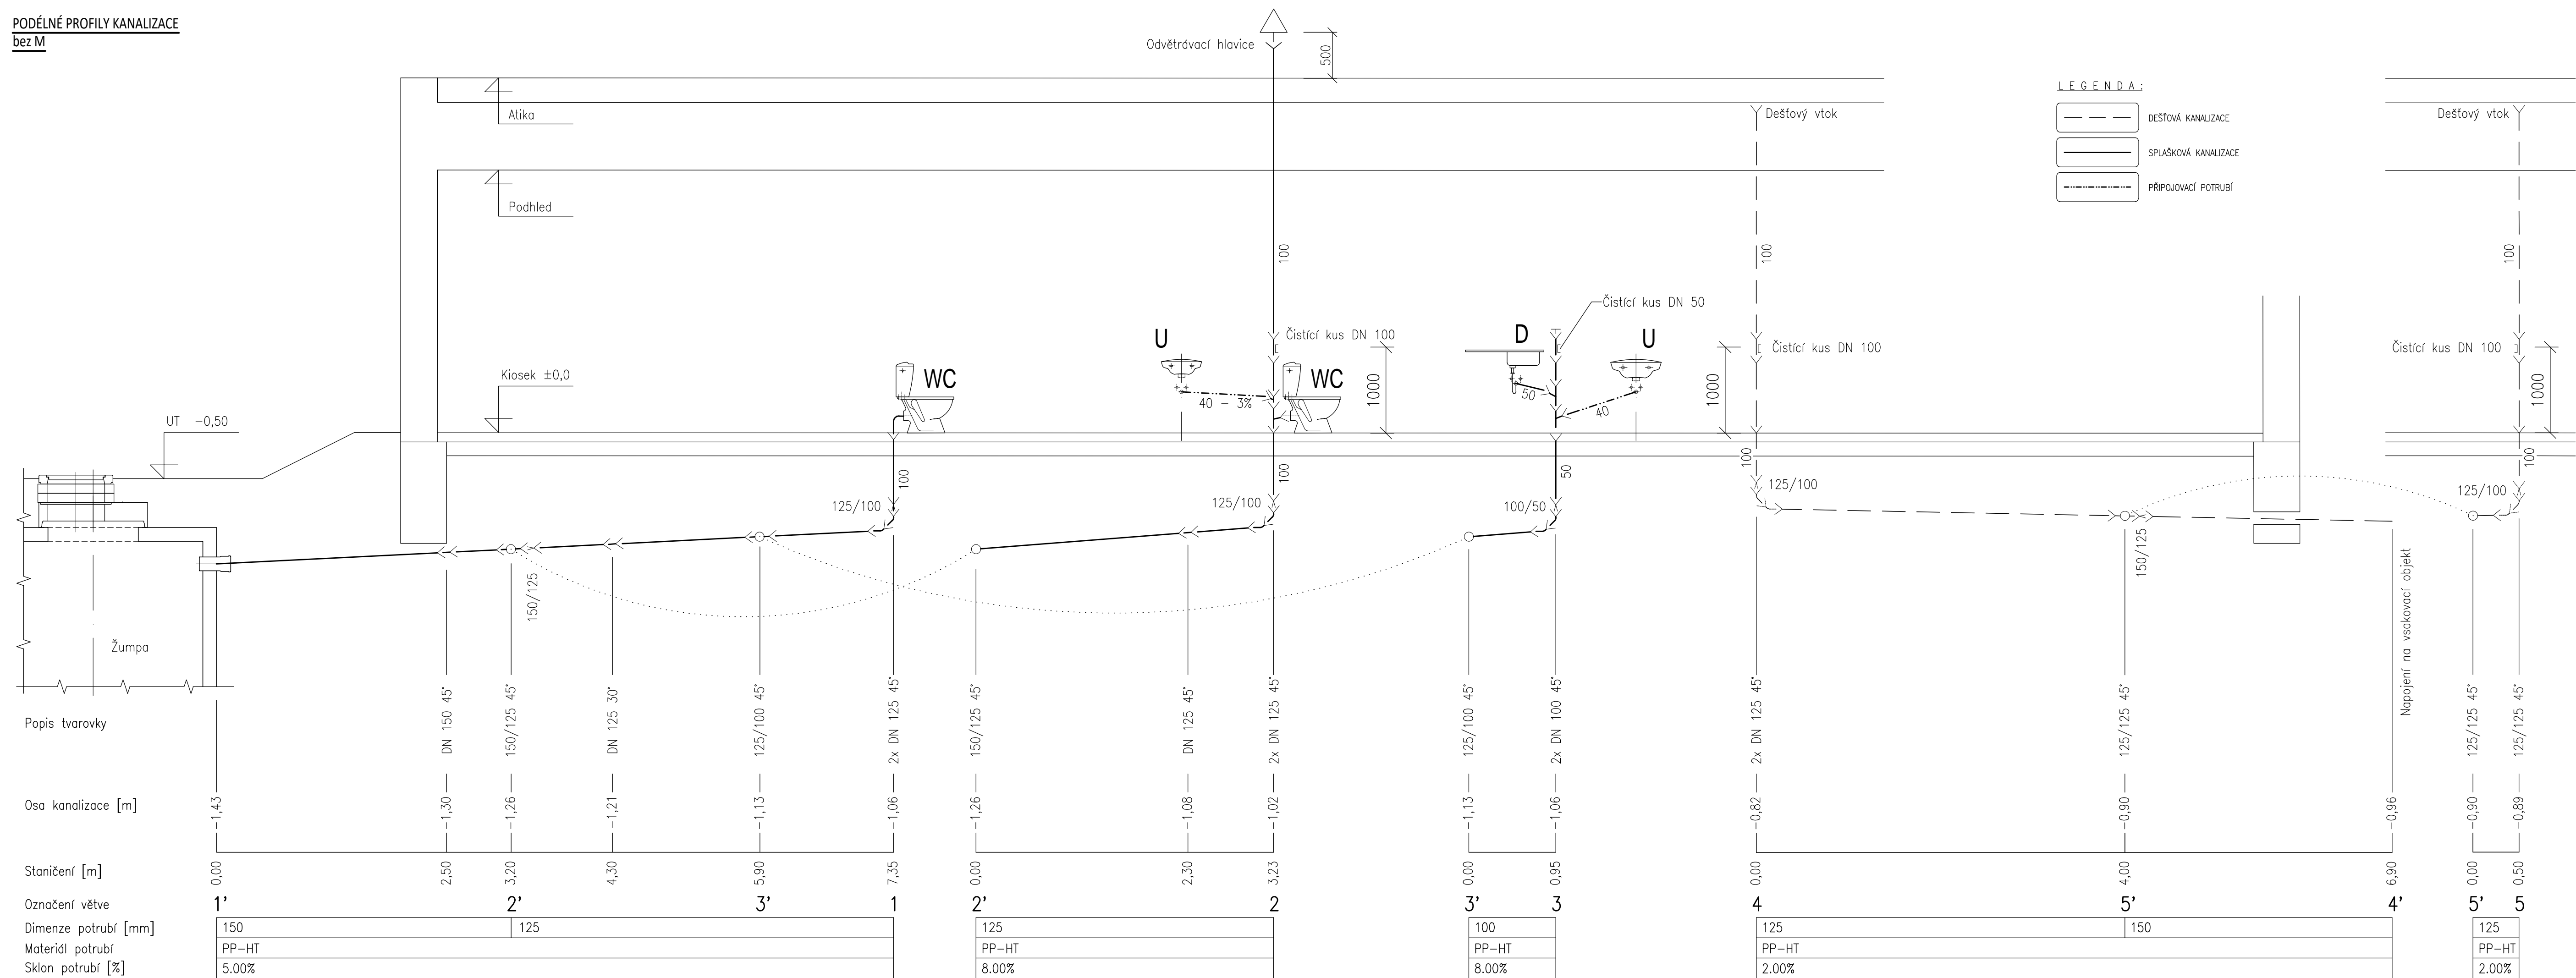 PODÉLNÉ PROFILY KANALIZACE
bez M
Odvětrávací hlavice
500
L E G E N D A :
DEŠŤOVÁ KANALIZACE
SPLAŠKOVÁ KANALIZACE
PŘIPOJOVACÍ POTRUBÍ
Atika
Podhled
Dešťový vtok
Dešťový vtok
100
100
100
Čistící kus DN 50
Čistící kus DN 100
Čistící kus DN 100
Čistící kus DN 100
U
D
U
WC
WC
Kiosek ±0,0
UT -0,50
40 - 3%
50
40
1000
1000
1000
100
100
50
100
100
125/100
125/100
100/50
125/100
125/100
150/125
150/125
Žumpa
Napojení na vsakovací objekt
Popis tvarovky
DN 150 45°
150/125 45°
DN 125 30°
125/100 45°
2x DN 125 45°
150/125 45°
DN 125 45°
2x DN 125 45°
125/100 45°
2x DN 100 45°
2x DN 125 45°
125/125 45°
125/125 45°
125/125 45°
Osa kanalizace [m]
-1,43
-1,30
-1,26
-1,21
-1,13
-1,06
-1,26
-1,08
-1,02
-1,13
-1,06
-0,82
-0,90
-0,96
-0,90
-0,89
Staničení [m]
0,00
2,50
3,20
4,30
5,90
7,35
0,00
2,30
3,23
0,00
0,95
0,00
4,00
6,90
0,00
0,50
Označení větve
1' 2' 3' 1 2' 2 3' 3 4 5' 4' 5' 5
Dimenze potrubí [mm]
150 125 125 100 125 150 125
Materiál potrubí
PP-HT PP-HT PP-HT PP-HT PP-HT
Sklon potrubí [%]
5.00% 8.00% 8.00% 2.00% 2.00%